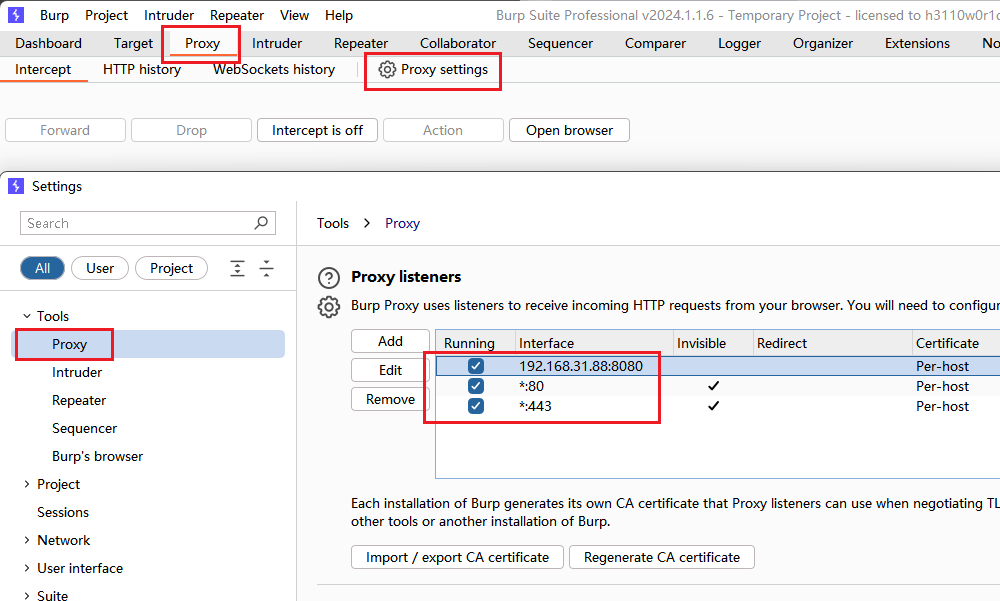 Burp Project Intruder Repeater View Help Burp Suite Professional v2024.1.1.6 - Temporary Project - licensed to h3110w0r1
Dashboard Target Proxy Intruder Repeater Collaborator Sequencer Comparer Logger Organizer Extensions No
Intercept HTTP history WebSockets history Proxy settings
Forward Drop Intercept is off Action Open browser
Settings
Search
Tools > Proxy
All User Project
Proxy listeners
Burp Proxy uses listeners to receive incoming HTTP requests from your browser. You will need to configur
Tools
Proxy
Intruder
Repeater
Sequencer
Burp's browser
Project
Sessions
Network
User interface
Suite
Add
Edit
Remove
Running Interface Invisible Redirect Certificate
192.168.31.88:8080 Per-host
*:80 ✓ Per-host
*:443 ✓ Per-host
Each installation of Burp generates its own CA certificate that Proxy listeners can use when negotiating TL
other tools or another installation of Burp.
Import / export CA certificate Regenerate CA certificate